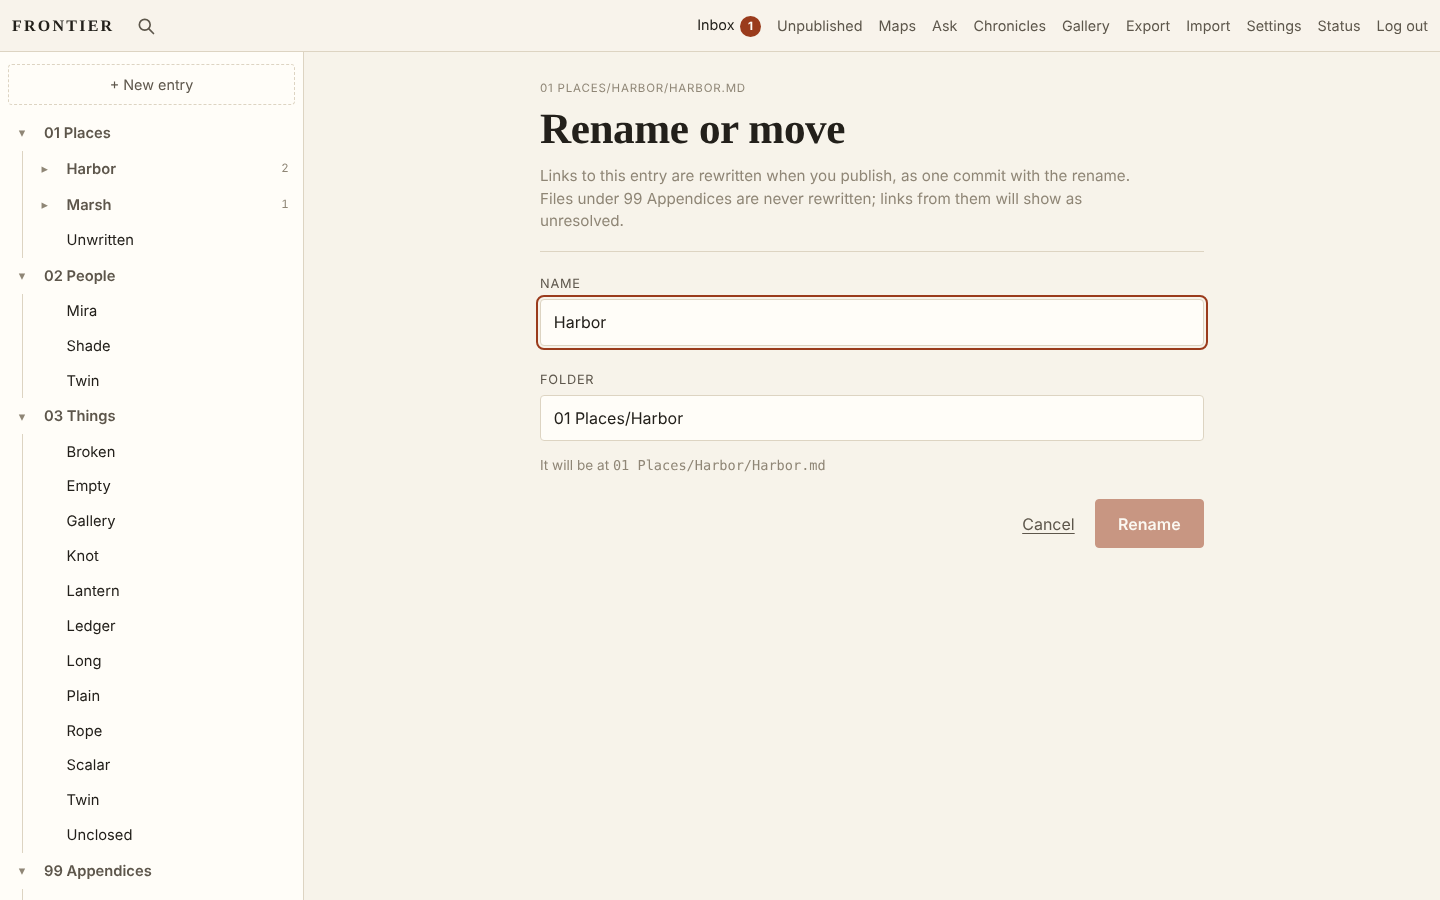 FRONTIER
Inbox 1 Unpublished Maps Ask Chronicles Gallery Export Import Settings Status Log out
+ New entry
01 Places
Harbor 2
Marsh 1
Unwritten
02 People
Mira
Shade
Twin
03 Things
Broken
Empty
Gallery
Knot
Lantern
Ledger
Long
Plain
Rope
Scalar
Twin
Unclosed
99 Appendices
01 PLACES/HARBOR/HARBOR.MD
Rename or move
Links to this entry are rewritten when you publish, as one commit with the rename.
Files under 99 Appendices are never rewritten; links from them will show as
unresolved.
NAME
Harbor
FOLDER
01 Places/Harbor
It will be at 01 Places/Harbor/Harbor.md
Cancel Rename